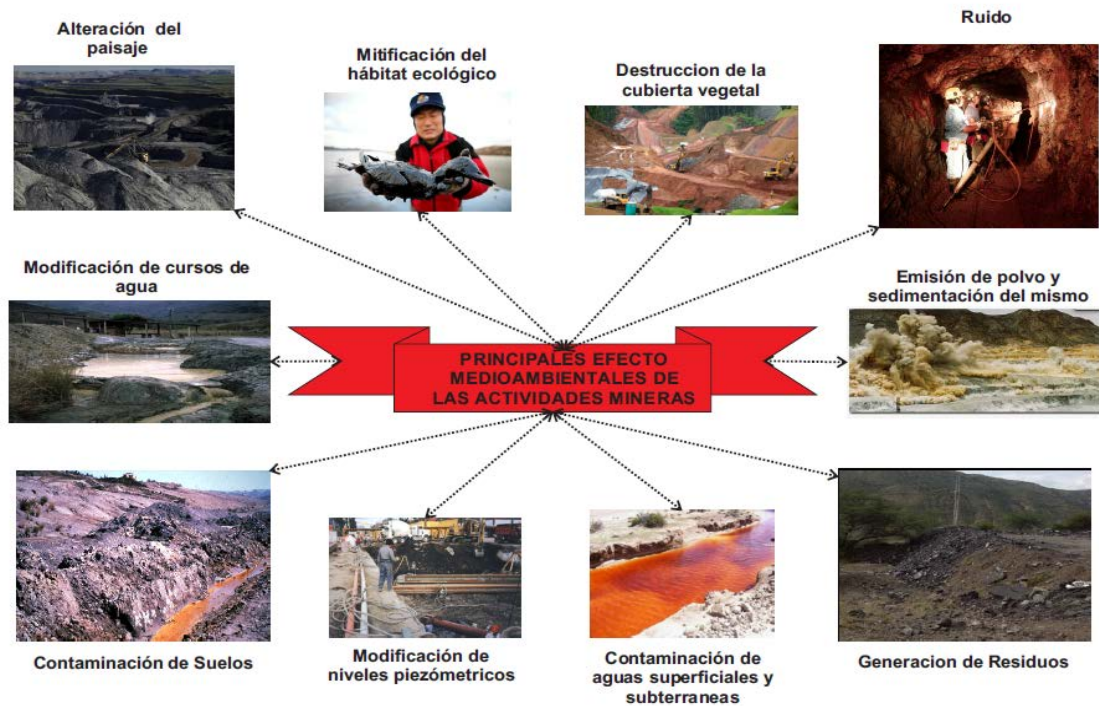 Alteración del
paisaje
Mitificación del
hábitat ecológico
Destruccion de la
cubierta vegetal
Ruido
Modificación de cursos de
agua
Emisión de polvo y
sedimentación del mismo
PRINCIPALES EFECTO
MEDIOAMBIENTALES DE
LAS ACTIVIDADES MINERAS
Contaminación de Suelos
Modificación de
niveles piezómetricos
Contaminación de
aguas superficiales y
subterraneas
Generacion de Residuos